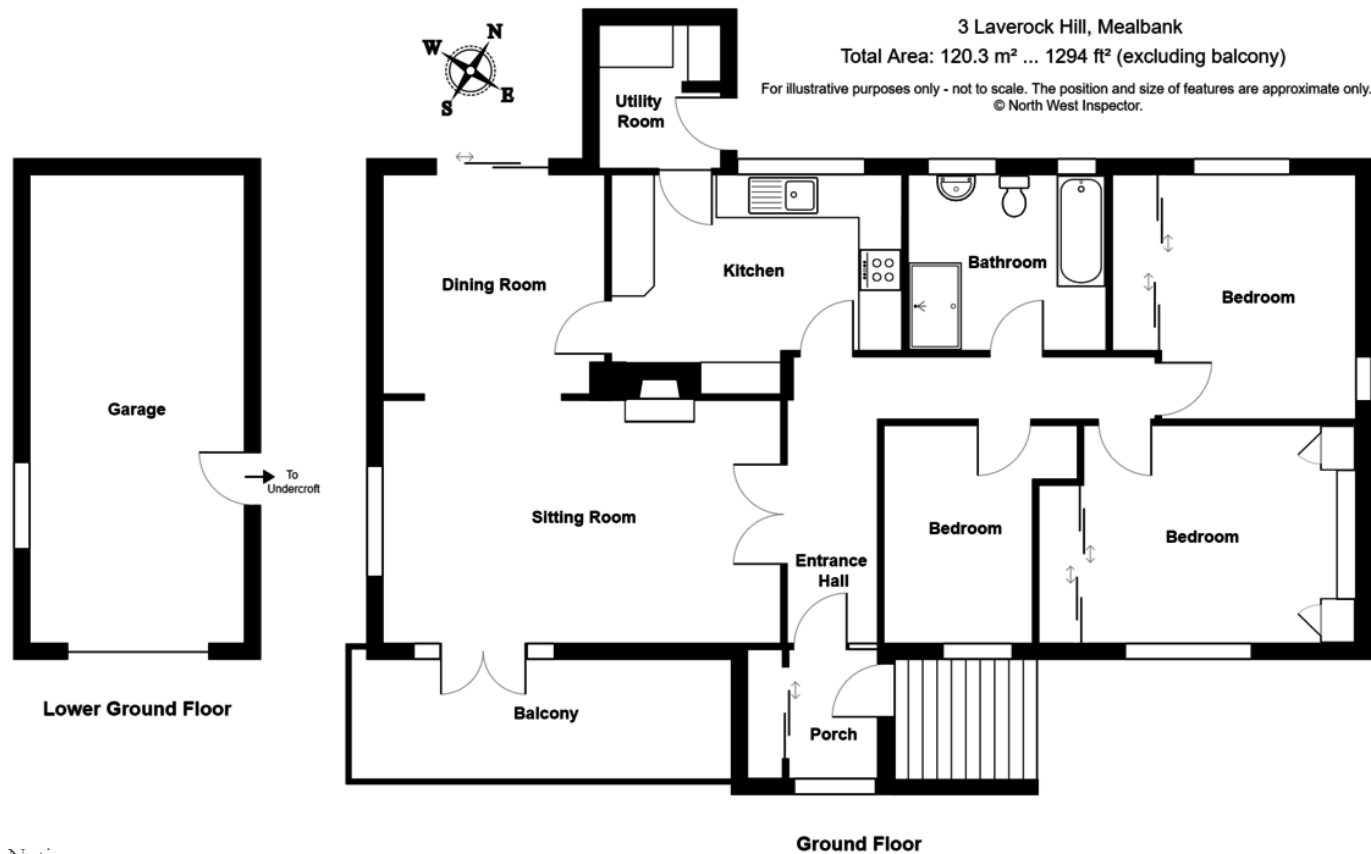 3 Laverock Hill, Mealbank
Total Area: 120.3 m² ... 1294 ft² (excluding balcony)
For illustrative purposes only - not to scale. The position and size of features are approximate only.
© North West Inspector.
N
W
E
S
Utility
Room
Dining Room
Kitchen
Bathroom
Bedroom
Garage
To
Undercroft
Sitting Room
Entrance
Hall
Bedroom
Bedroom
Lower Ground Floor
Balcony
Porch
Ground Floor